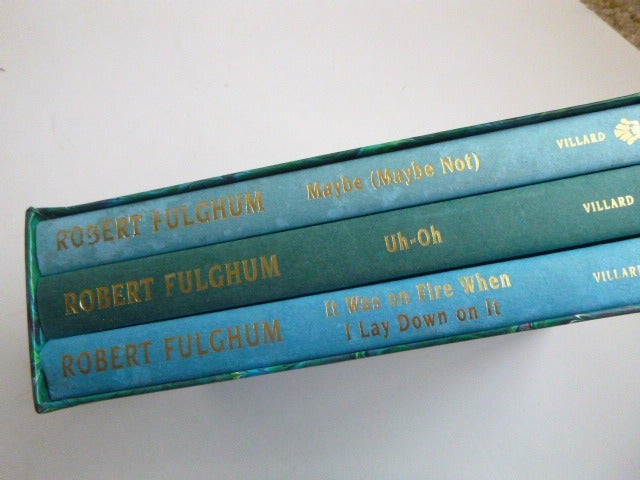 ROBERT FULGHUM Maybe (Maybe Not) VILLARD
ROBERT FULGHUM Uh-Oh VILLARD
ROBERT FULGHUM It Was on Fire When
I Lay Down on It VILLARD